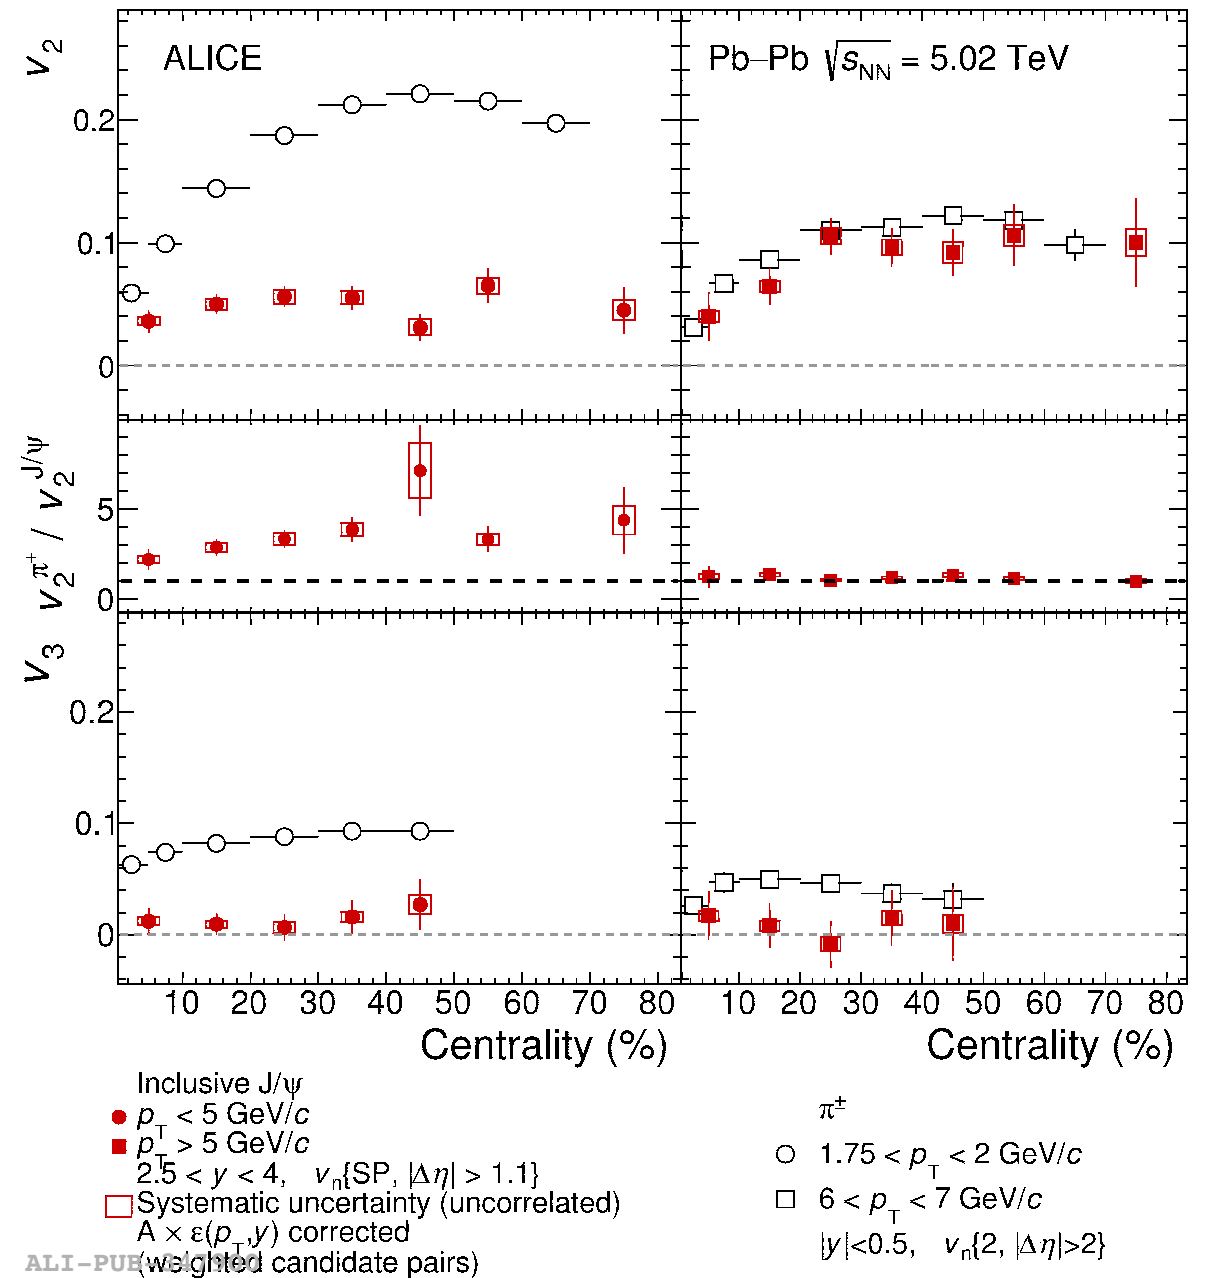 v₂
ALICE
Pb–Pb √sNN = 5.02 TeV
0.2
0.1
0
v₂^π± / v₂^J/ψ
5
0
v₃
0.2
0.1
0
10 20 30 40 50 60 70 80
10 20 30 40 50 60 70 80
Centrality (%)
Centrality (%)
Inclusive J/ψ
pT < 5 GeV/c
pT > 5 GeV/c
2.5 < y < 4, vn{SP, |Δη| > 1.1}
Systematic uncertainty (uncorrelated)
A × ε(pT,y) corrected
(weighted candidate pairs)
π±
1.75 < pT < 2 GeV/c
6 < pT < 7 GeV/c
|y|<0.5, vn{2, |Δη|>2}